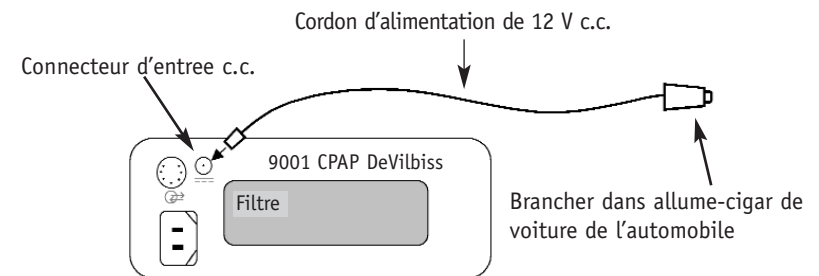 Cordon d'alimentation de 12 V c.c.
Connecteur d'entree c.c.
9001 CPAP DeVilbiss
Filtre
Brancher dans allume-cigar de
voiture de l'automobile